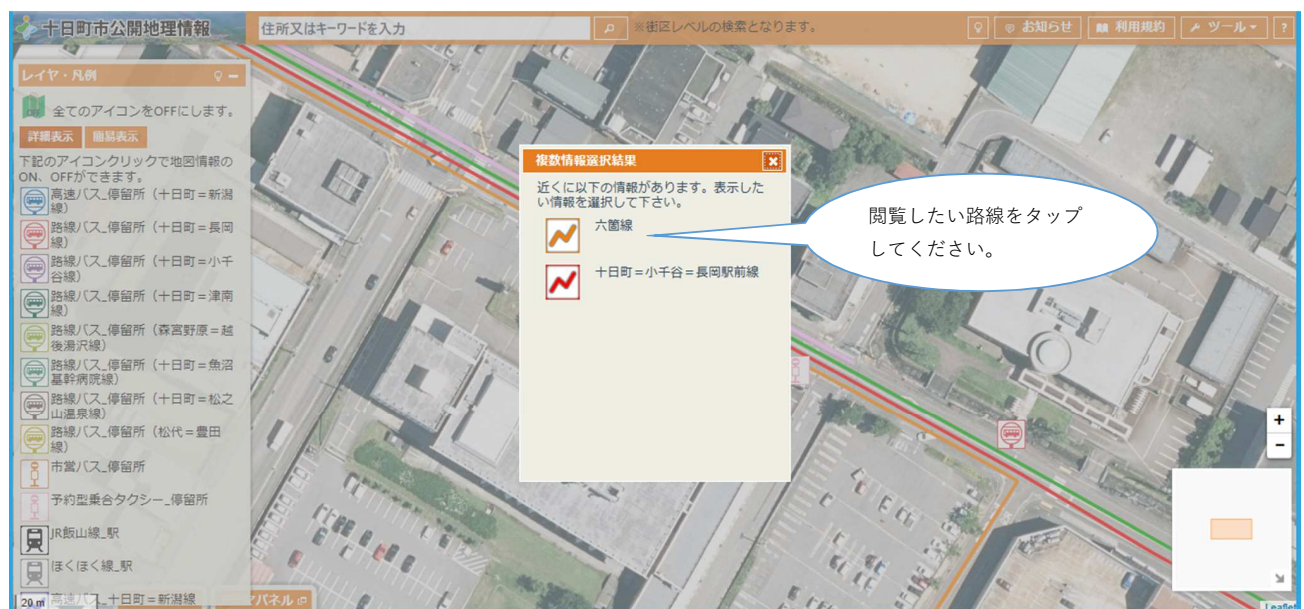 十日町市公開地理情報
住所又はキーワードを入力
※街区レベルの検索となります。
お知らせ
利用規約
ツール
?
レイヤ・凡例
全てのアイコンをOFFにします。
詳細表示 簡易表示
下記のアイコンクリックで地図情報の
ON、OFFができます。
高速バス_停留所（十日町＝新潟
線）
路線バス_停留所（十日町＝長岡
線）
路線バス_停留所（十日町＝小千
谷線）
路線バス_停留所（十日町＝津南
線）
路線バス_停留所（森宮野原＝越
後湯沢線）
路線バス_停留所（十日町＝魚沼
基幹病院線）
路線バス_停留所（十日町＝松之
山温泉線）
路線バス_停留所（松代＝豊田
線）
市営バス_停留所
予約型乗合タクシー_停留所
JR飯山線_駅
ほくほく線_駅
高速バス_十日町＝新潟線
20 m
パネル
複数情報選択結果
近くに以下の情報があります。表示した
い情報を選択して下さい。
六箇線
十日町＝小千谷＝長岡駅前線
閲覧したい路線をタップ
してください。
+
-
Leaflet